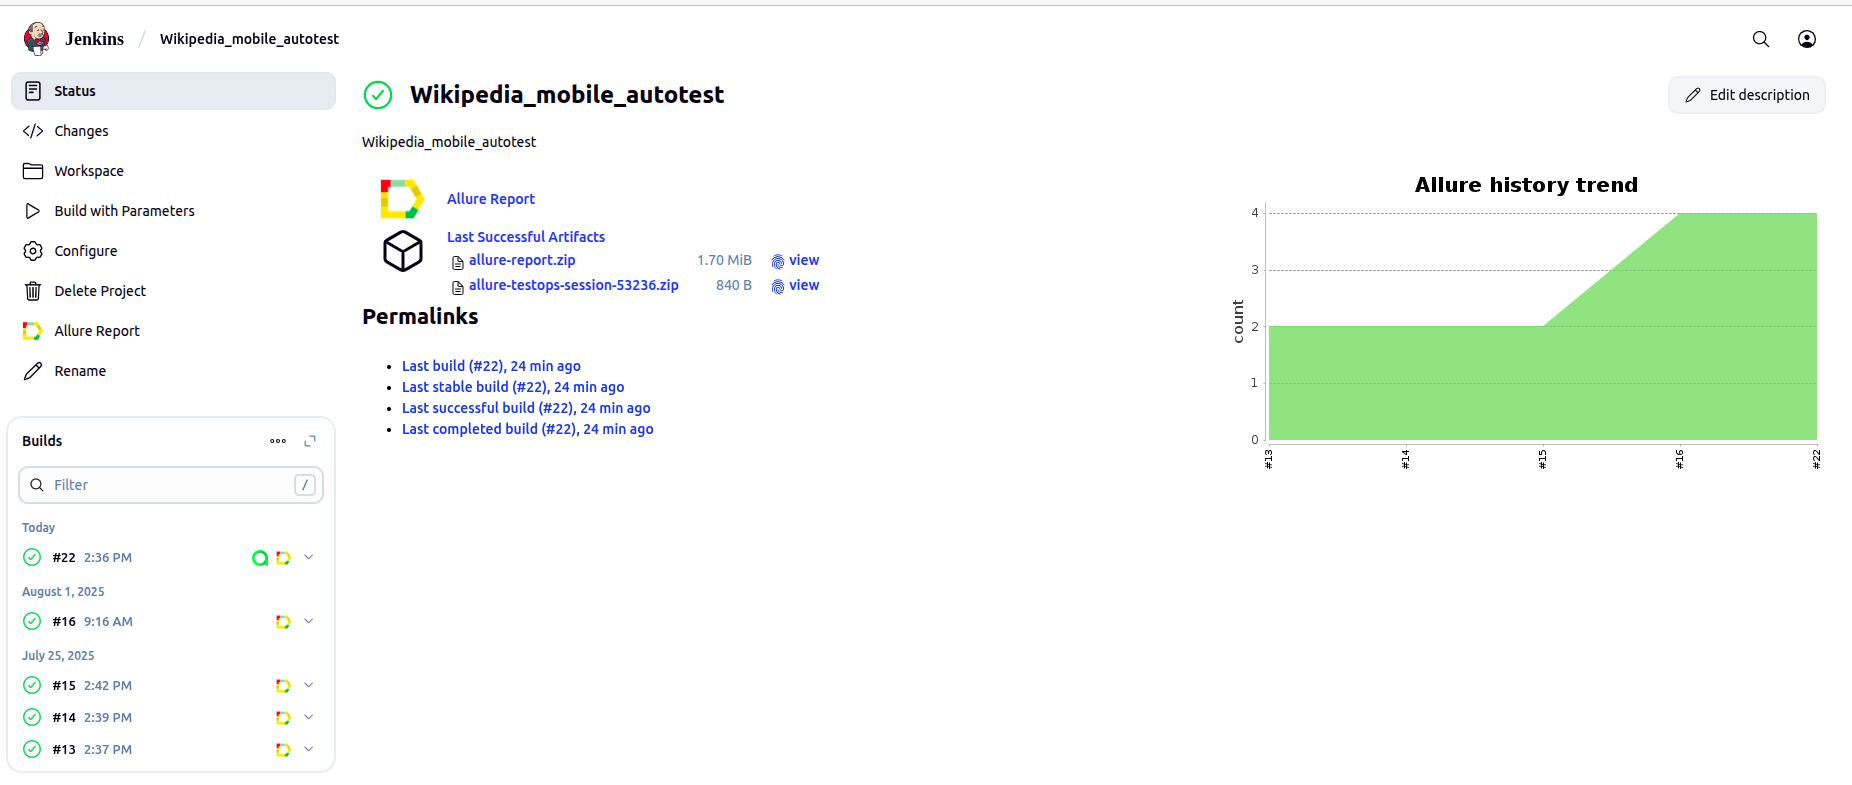 Jenkins / Wikipedia_mobile_autotest
Status
Changes
Workspace
Build with Parameters
Configure
Delete Project
Allure Report
Rename
Builds
Filter /
Today
#22 2:36 PM
August 1, 2025
#16 9:16 AM
July 25, 2025
#15 2:42 PM
#14 2:39 PM
#13 2:37 PM
Wikipedia_mobile_autotest
Edit description
Wikipedia_mobile_autotest
Allure Report
Last Successful Artifacts
allure-report.zip 1.70 MiB view
allure-testops-session-53236.zip 840 B view
Permalinks
Last build (#22), 24 min ago
Last stable build (#22), 24 min ago
Last successful build (#22), 24 min ago
Last completed build (#22), 24 min ago
Allure history trend
count
4
3
2
1
0
#13
#14
#15
#16
#22